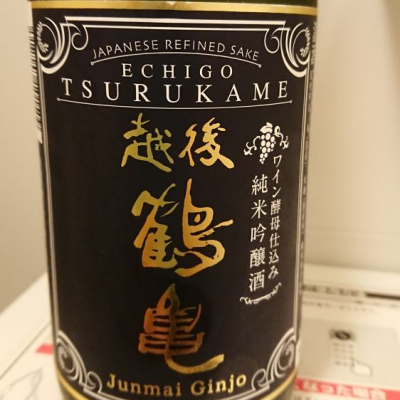 JAPANESE REFINED SAKE
ECHIGO
TSURUKAME
越後
鶴
亀
ワイン酵母仕込み
純米吟醸酒
Junmai Ginjo